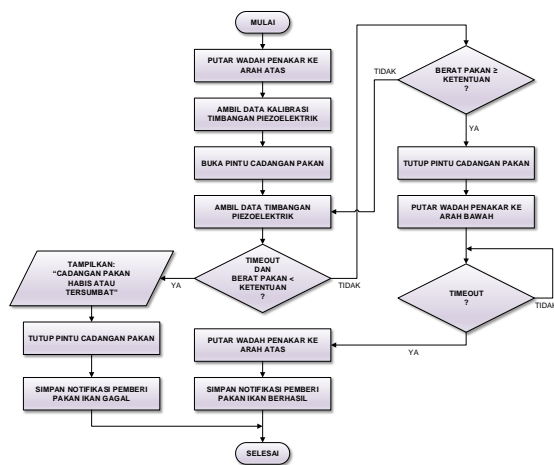 MULAI
PUTAR WADAH PENAKAR KE
ARAH ATAS
AMBIL DATA KALIBRASI
TIMBANGAN PIEZOELEKTRIK
BUKA PINTU CADANGAN PAKAN
AMBIL DATA TIMBANGAN
PIEZOELEKTRIK
TIMEOUT
DAN
BERAT PAKAN <
KETENTUAN
?
YA
TIDAK
TAMPILKAN:
“CADANGAN PAKAN
HABIS ATAU
TERSUMBAT”
TUTUP PINTU CADANGAN PAKAN
SIMPAN NOTIFIKASI PEMBERI
PAKAN IKAN GAGAL
BERAT PAKAN ≥
KETENTUAN
?
TIDAK
YA
TUTUP PINTU CADANGAN PAKAN
PUTAR WADAH PENAKAR KE
ARAH BAWAH
TIMEOUT
?
TIDAK
YA
PUTAR WADAH PENAKAR KE
ARAH ATAS
SIMPAN NOTIFIKASI PEMBERI
PAKAN IKAN BERHASIL
SELESAI